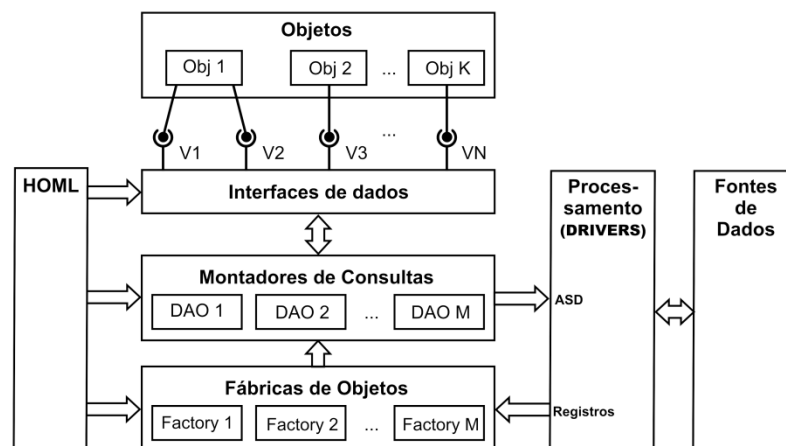 Objetos
Obj 1
Obj 2
...
Obj K
V1
V2
V3
...
VN
HOML
Interfaces de dados
Proces-
samento
(DRIVERS)
Fontes
de
Dados
Montadores de Consultas
DAO 1
DAO 2
...
DAO M
ASD
Fábricas de Objetos
Factory 1
Factory 2
...
Factory M
Registros